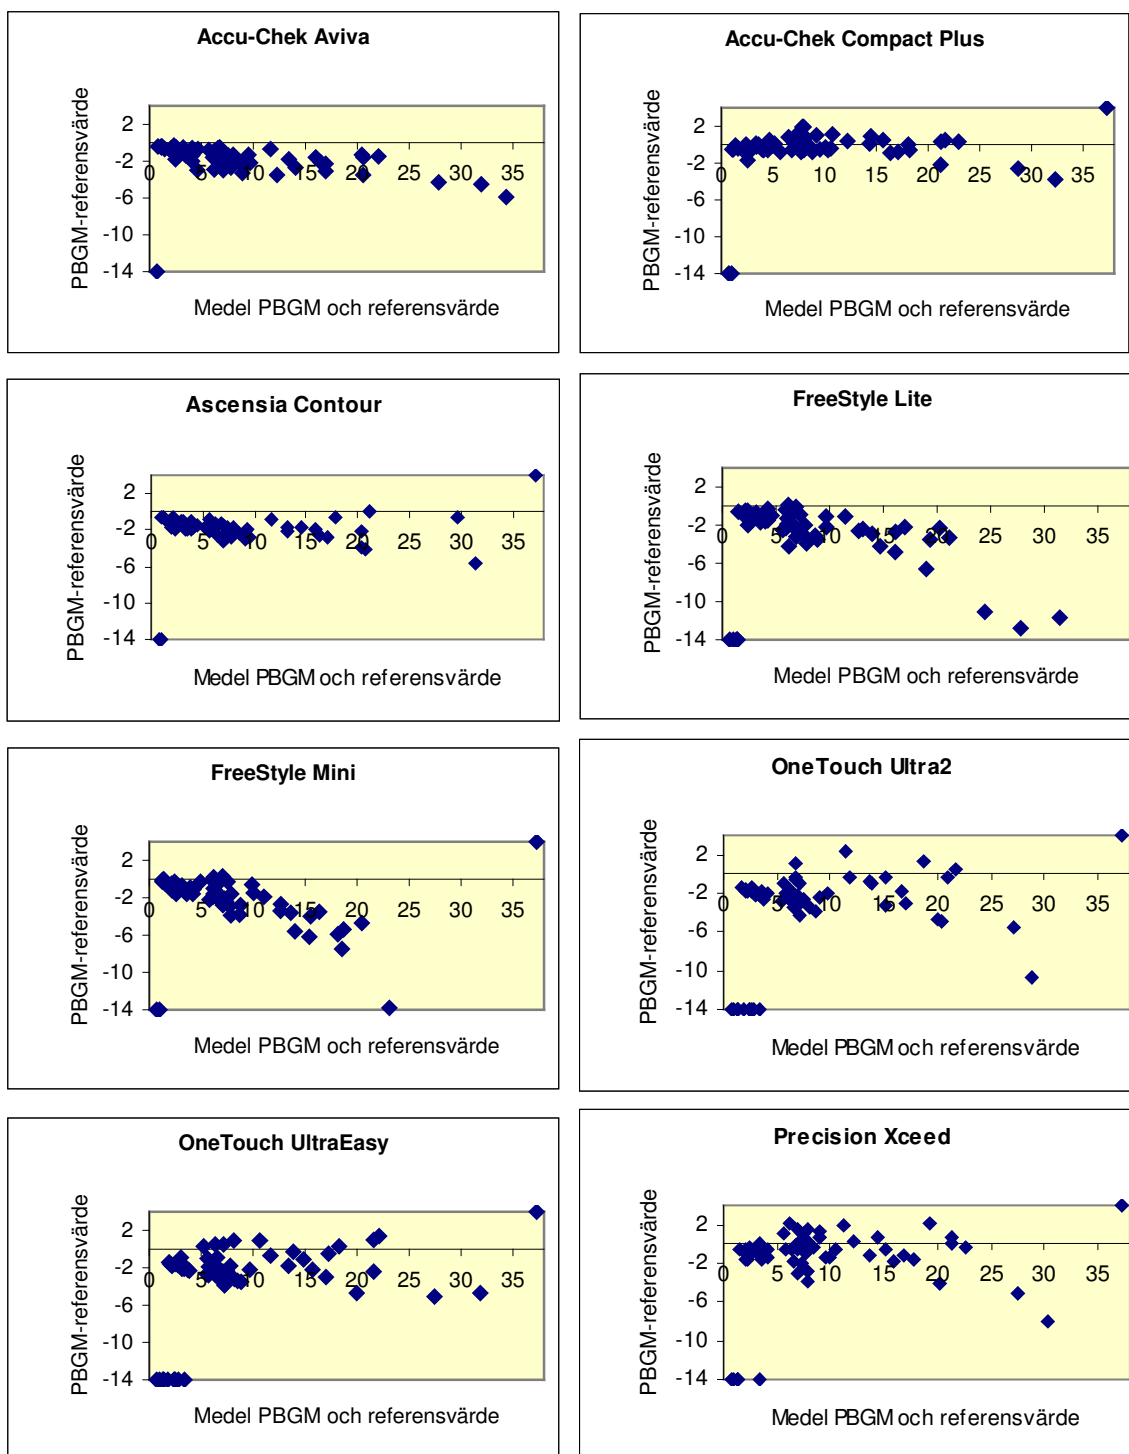 Accu-Chek Aviva
PBGM-referensvärde
2
-2
-6
-10
-14
0 5 10 15 20 25 30 35
Medel PBGM och referensvärde
Accu-Chek Compact Plus
PBGM-referensvärde
2
-2
-6
-10
-14
0 5 10 15 20 25 30 35
Medel PBGM och referensvärde
Ascensia Contour
PBGM-referensvärde
2
-2
-6
-10
-14
0 5 10 15 20 25 30 35
Medel PBGM och referensvärde
FreeStyle Lite
PBGM-referensvärde
2
-2
-6
-10
-14
0 5 10 15 20 25 30 35
Medel PBGM och referensvärde
FreeStyle Mini
PBGM-referensvärde
2
-2
-6
-10
-14
0 5 10 15 20 25 30 35
Medel PBGM och referensvärde
OneTouch Ultra2
PBGM-referensvärde
2
-2
-6
-10
-14
0 5 10 15 20 25 30 35
Medel PBGM och referensvärde
OneTouch UltraEasy
PBGM-referensvärde
2
-2
-6
-10
-14
0 5 10 15 20 25 30 35
Medel PBGM och referensvärde
Precision Xceed
PBGM-referensvärde
2
-2
-6
-10
-14
0 5 10 15 20 25 30 35
Medel PBGM och referensvärde